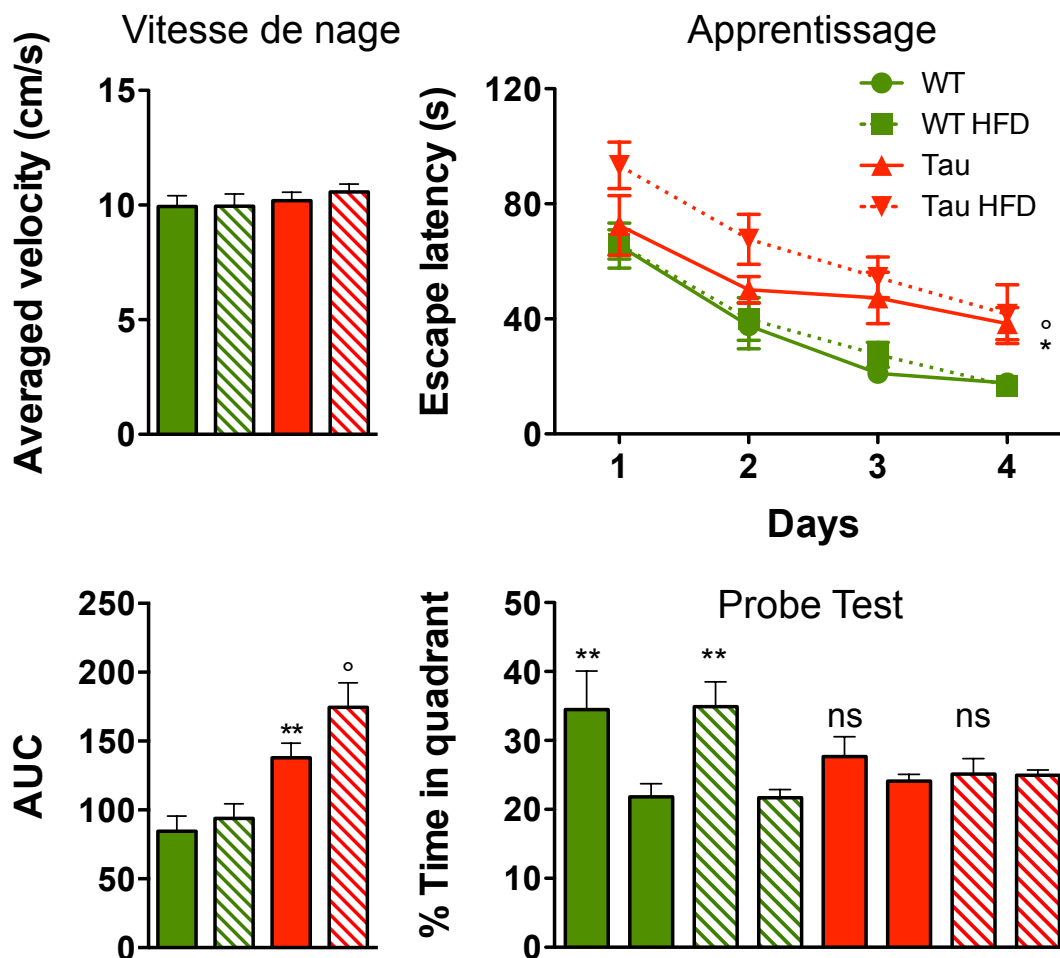 Vitesse de nage
Averaged velocity (cm/s)
15
10
5
0
Apprentissage
Escape latency (s)
120
80
40
0
WT
WT HFD
Tau
Tau HFD
°
*
1 2 3 4
Days
AUC
250
200
150
100
50
0
**
°
Probe Test
% Time in quadrant
50
40
30
20
10
0
** ** ns ns